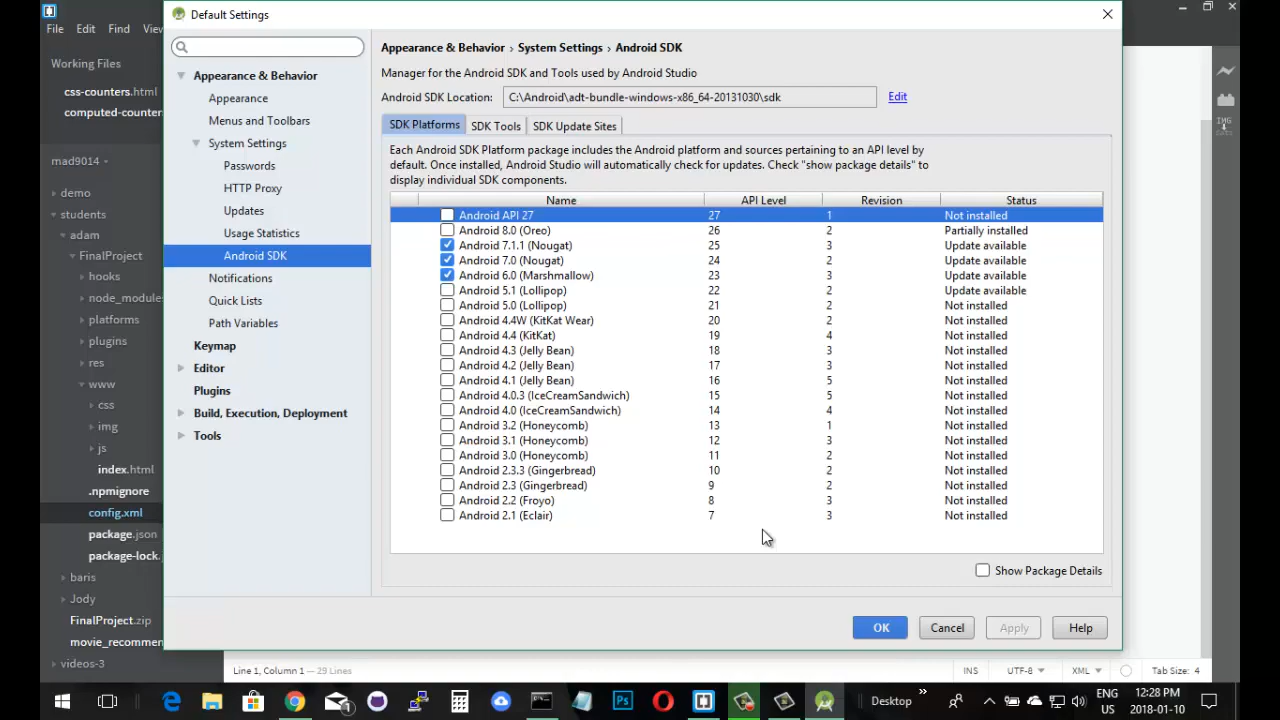 Default Settings
File Edit Find View
Working Files
css-counters.html
computed-counters
mad9014
demo
students
adam
FinalProject
hooks
node_modules
platforms
plugins
res
www
css
img
js
index.html
.npmignore
config.xml
package.json
package-lock.
baris
Jody
FinalProject.zip
movie_recommen
videos-3
Appearance & Behavior
Appearance
Menus and Toolbars
System Settings
Passwords
HTTP Proxy
Updates
Usage Statistics
Android SDK
Notifications
Quick Lists
Path Variables
Keymap
Editor
Plugins
Build, Execution, Deployment
Tools
Appearance & Behavior › System Settings › Android SDK
Manager for the Android SDK and Tools used by Android Studio
Android SDK Location: C:\Android\adt-bundle-windows-x86_64-20131030\sdk Edit
SDK Platforms SDK Tools SDK Update Sites
Each Android SDK Platform package includes the Android platform and sources pertaining to an API level by
default. Once installed, Android Studio will automatically check for updates. Check "show package details" to
display individual SDK components.
Name API Level Revision Status
Android API 27 27 1 Not installed
Android 8.0 (Oreo) 26 2 Partially installed
Android 7.1.1 (Nougat) 25 3 Update available
Android 7.0 (Nougat) 24 2 Update available
Android 6.0 (Marshmallow) 23 3 Update available
Android 5.1 (Lollipop) 22 2 Update available
Android 5.0 (Lollipop) 21 2 Not installed
Android 4.4W (KitKat Wear) 20 2 Not installed
Android 4.4 (KitKat) 19 4 Not installed
Android 4.3 (Jelly Bean) 18 3 Not installed
Android 4.2 (Jelly Bean) 17 3 Not installed
Android 4.1 (Jelly Bean) 16 5 Not installed
Android 4.0.3 (IceCreamSandwich) 15 5 Not installed
Android 4.0 (IceCreamSandwich) 14 4 Not installed
Android 3.2 (Honeycomb) 13 1 Not installed
Android 3.1 (Honeycomb) 12 3 Not installed
Android 3.0 (Honeycomb) 11 2 Not installed
Android 2.3.3 (Gingerbread) 10 2 Not installed
Android 2.3 (Gingerbread) 9 2 Not installed
Android 2.2 (Froyo) 8 3 Not installed
Android 2.1 (Eclair) 7 3 Not installed
Show Package Details
OK Cancel Apply Help
IMG
Line 1, Column 1 — 29 Lines INS UTF-8 XML Tab Size: 4
Ps
Desktop
ENG
US
12:28 PM
2018-01-10